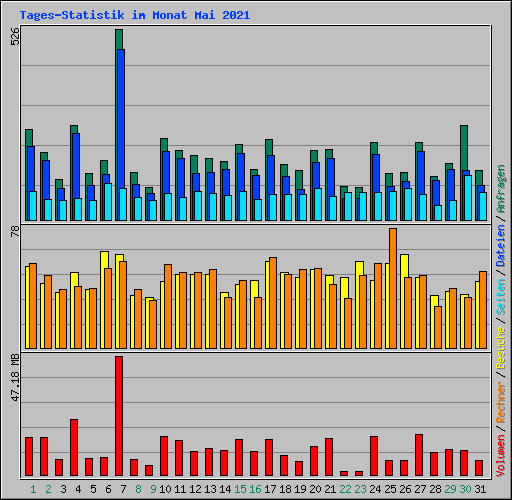 Tages-Statistik im Monat Mai 2021
526
78
47.18 MB
Volumen / Rechner / Besuche / Seiten / Dateien / Anfragen
1 2 3 4 5 6 7 8 9 10 11 12 13 14 15 16 17 18 19 20 21 22 23 24 25 26 27 28 29 30 31